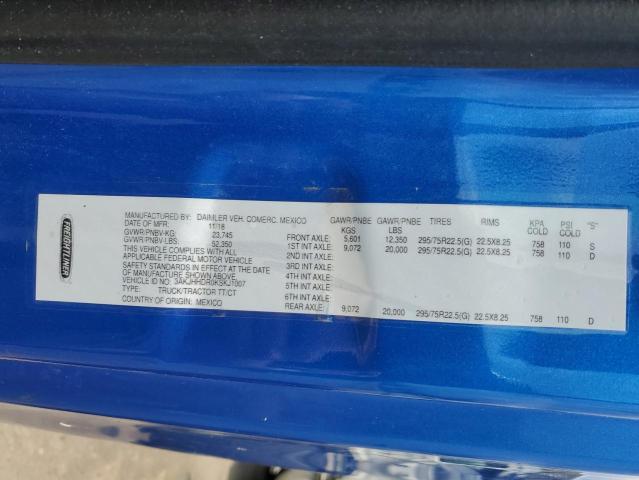 FREIGHTLINER
MANUFACTURED BY: DAIMLER VEH. COMERC. MEXICO
DATE OF MFR: 11/18
GVWR/PNBV-KG: 23,745
GVWR/PNBV-LBS: 52,350
THIS VEHICLE COMPLIES WITH ALL
APPLICABLE FEDERAL MOTOR VEHICLE
SAFETY STANDARDS IN EFFECT ON DATE
OF MANUFACTURE SHOWN ABOVE.
VEHICLE ID NO.: 3AKJHHDR0KSKJ1007
TYPE: TRUCK/TRACTOR TT/CT
COUNTRY OF ORIGIN: MEXICO
GAWR/PNBE KGS GAWR/PNBE LBS TIRES RIMS KPA COLD PSI COLD "S"
FRONT AXLE: 5,601 12,350 295/75R22.5(G) 22.5X8.25 758 110 S
1ST INT AXLE: 9,072 20,000 295/75R22.5(G) 22.5X8.25 758 110 D
2ND INT AXLE:
3RD INT AXLE:
4TH INT AXLE:
5TH INT AXLE:
6TH INT AXLE:
REAR AXLE: 9,072 20,000 295/75R22.5(G) 22.5X8.25 758 110 D